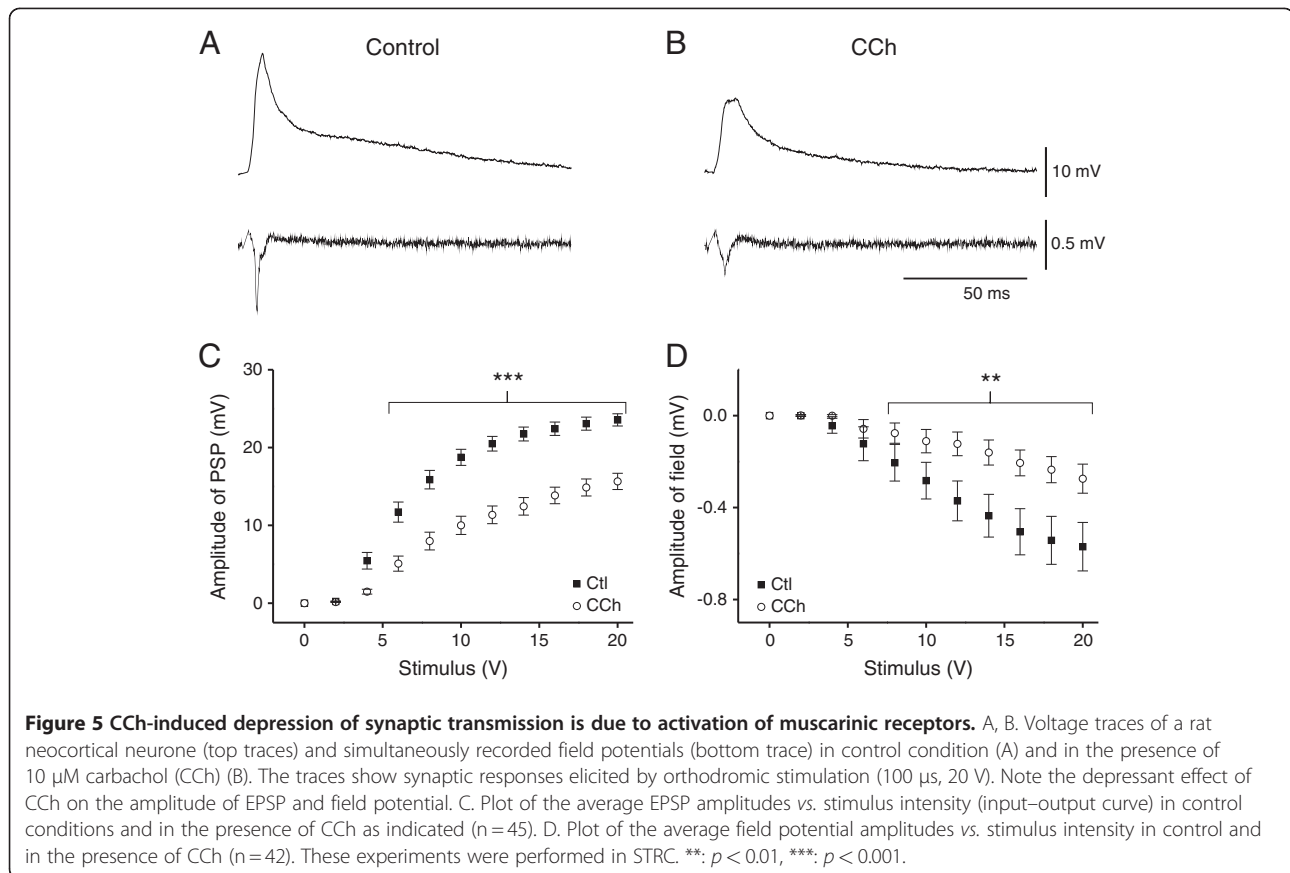 A
Control
B
CCh
10 mV
0.5 mV
50 ms
C
30
20
10
0
Amplitude of PSP (mV)
***
Ctl
CCh
0
5
10
15
20
Stimulus (V)
D
0.0
-0.4
-0.8
Amplitude of field (mV)
**
Ctl
CCh
0
5
10
15
20
Stimulus (V)
Figure 5 CCh-induced depression of synaptic transmission is due to activation of muscarinic receptors. A, B. Voltage traces of a rat
neocortical neurone (top traces) and simultaneously recorded field potentials (bottom trace) in control condition (A) and in the presence of
10 μM carbachol (CCh) (B). The traces show synaptic responses elicited by orthodromic stimulation (100 μs, 20 V). Note the depressant effect of
CCh on the amplitude of EPSP and field potential. C. Plot of the average EPSP amplitudes vs. stimulus intensity (input–output curve) in control
conditions and in the presence of CCh as indicated (n = 45). D. Plot of the average field potential amplitudes vs. stimulus intensity in control and
in the presence of CCh (n = 42). These experiments were performed in STRC. **: p < 0.01, ***: p < 0.001.